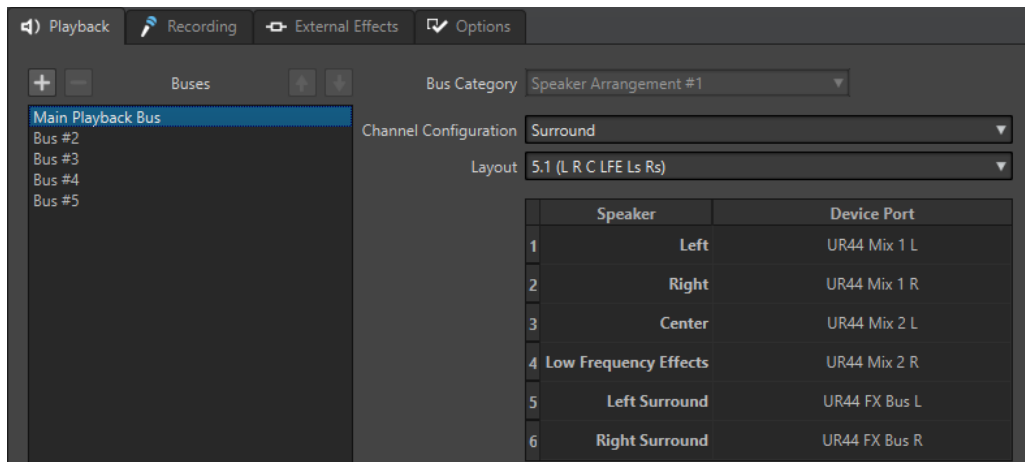 Playback Recording External Effects Options
Buses
Bus Category Speaker Arrangement #1
Main Playback Bus
Bus #2
Bus #3
Bus #4
Bus #5
Channel Configuration Surround
Layout 5.1 (L R C LFE Ls Rs)
Speaker Device Port
1 Left UR44 Mix 1 L
2 Right UR44 Mix 1 R
3 Center UR44 Mix 2 L
4 Low Frequency Effects UR44 Mix 2 R
5 Left Surround UR44 FX Bus L
6 Right Surround UR44 FX Bus R